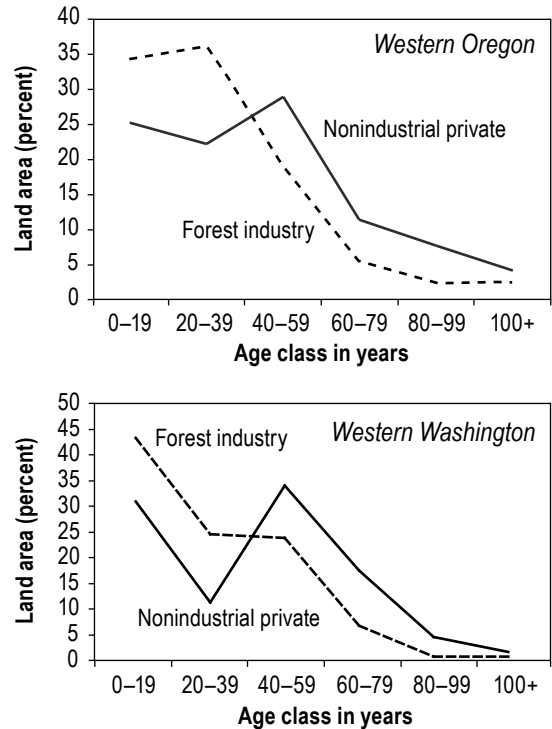 40
Western Oregon
35
30
25
Nonindustrial private
20
15
Forest industry
10
5
0
Land area (percent)
0–19 20–39 40–59 60–79 80–99 100+
Age class in years
50
45
Forest industry
Western Washington
40
35
30
25
20
15
Nonindustrial private
10
5
0
Land area (percent)
0–19 20–39 40–59 60–79 80–99 100+
Age class in years